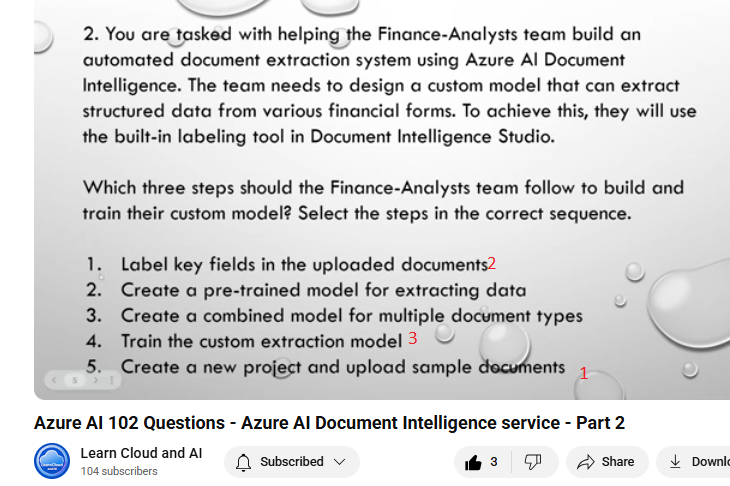 2. You are tasked with helping the Finance-Analysts team build an
automated document extraction system using Azure AI Document
Intelligence. The team needs to design a custom model that can extract
structured data from various financial forms. To achieve this, they will use
the built-in labeling tool in Document Intelligence Studio.
Which three steps should the Finance-Analysts team follow to build and
train their custom model? Select the steps in the correct sequence.
1. Label key fields in the uploaded documents2
2. Create a pre-trained model for extracting data
3. Create a combined model for multiple document types
4. Train the custom extraction model 3
5. Create a new project and upload sample documents 1
5
Azure AI 102 Questions - Azure AI Document Intelligence service - Part 2
Learn Cloud and AI
104 subscribers
Subscribed
3
Share
Downl